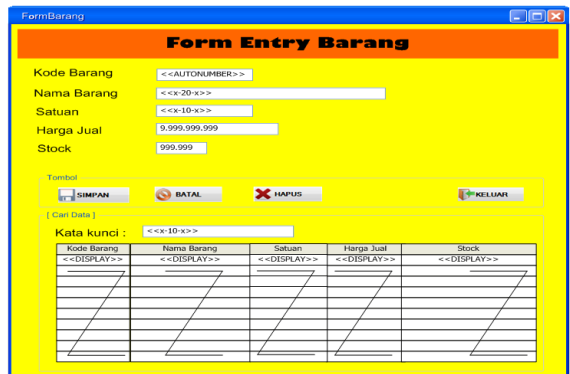 FormBarang
Form Entry Barang
Kode Barang <<AUTONUMBER>>
Nama Barang <<x-20-x>>
Satuan <<x-10-x>>
Harga Jual 9.999.999.999
Stock 999.999
Tombol
SIMPAN BATAL HAPUS KELUAR
[ Cari Data ]
Kata kunci : <<x-10-x>>
Kode Barang Nama Barang Satuan Harga Jual Stock
<<DISPLAY>> <<DISPLAY>> <<DISPLAY>> <<DISPLAY>> <<DISPLAY>>